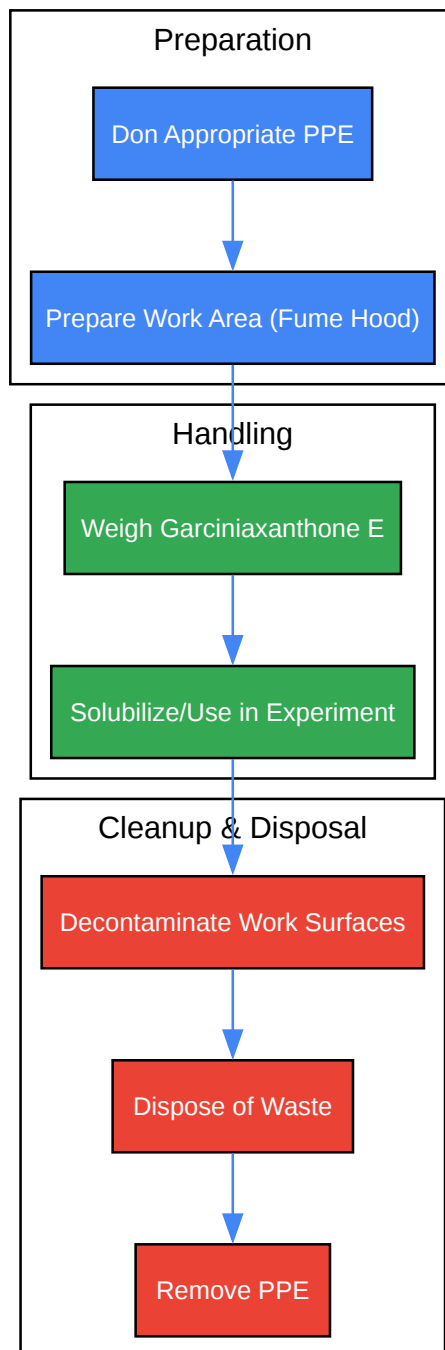 Preparation
Don Appropriate PPE
Prepare Work Area (Fume Hood)
Handling
Weigh Garciniaxanthone E
Solubilize/Use in Experiment
Cleanup & Disposal
Decontaminate Work Surfaces
Dispose of Waste
Remove PPE